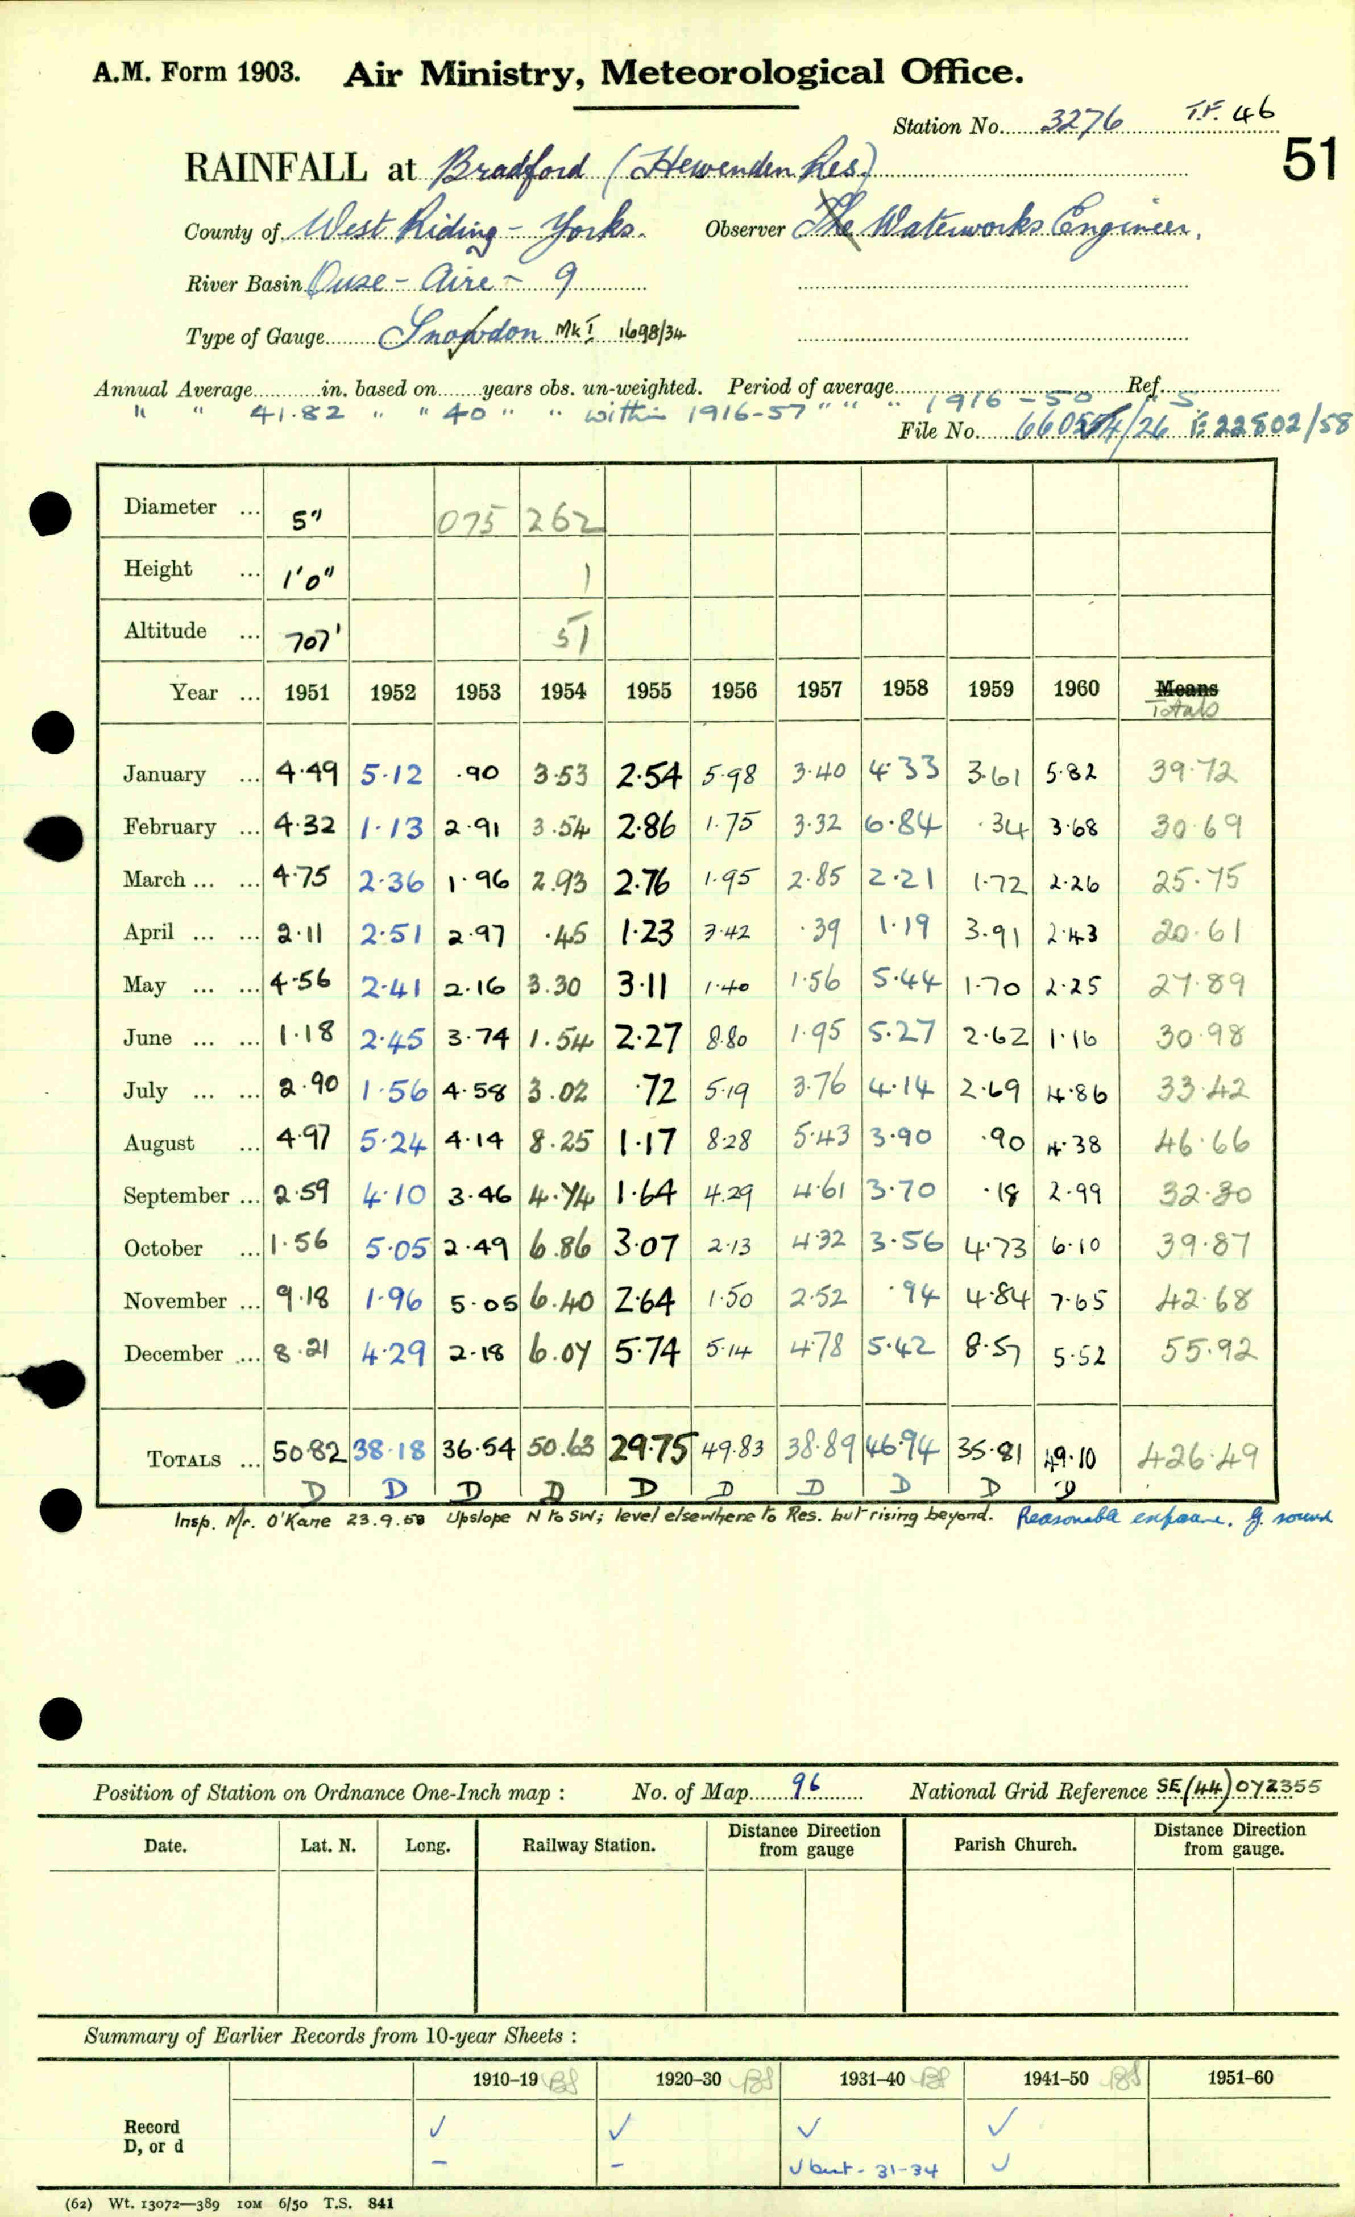 A.M. Form 1903. Air Ministry, Meteorological Office.
Station No. 3276 T.F. 46
51
RAINFALL at Bradford (Hewenden Res.)
County of West Riding - Yorks. Observer The Waterworks Engineer,
River Basin Ouse - Aire - 9
Type of Gauge Snowdon Mk I 1698/34
Annual Average in. based on years obs. un-weighted. Period of average 1916-50 Ref.
" " 41.82 " " 40 " " within 1916-57 " " "
File No. /26 E 22502/58
Diameter ... 5" 075 262
Height ... 1'0" 1
Altitude ... 707' 51
Year ... 1951 1952 1953 1954 1955 1956 1957 1958 1959 1960 Means
Totals
January ... 4.49 5.12 .90 3.53 2.54 5.98 3.40 4.33 3.61 5.82 39.72
February ... 4.32 1.13 2.91 3.54 2.86 1.75 3.32 6.84 .34 3.68 30.69
March ... ... 4.75 2.36 1.96 2.93 2.76 1.95 2.85 2.21 1.72 2.26 25.75
April ... ... 2.11 2.51 2.97 .45 1.23 3.42 .39 1.19 3.91 2.43 20.61
May ... ... 4.56 2.41 2.16 3.30 3.11 1.40 1.56 5.44 1.70 2.25 27.89
June ... ... 1.18 2.45 3.74 1.54 2.27 8.80 1.95 5.27 2.62 1.16 30.98
July ... ... 2.90 1.56 4.58 3.02 .72 5.19 3.76 4.14 2.69 4.86 33.42
August ... 4.97 5.24 4.14 8.25 1.17 8.28 5.43 3.90 .90 4.38 46.66
September ... 2.59 4.10 3.46 4.74 1.64 4.29 4.61 3.70 .18 2.99 32.30
October ... 1.56 5.05 2.49 6.86 3.07 2.13 4.32 3.56 4.73 6.10 39.87
November ... 9.18 1.96 5.05 6.40 2.64 1.50 2.52 .94 4.84 7.65 42.68
December ... 8.21 4.29 2.18 6.07 5.74 5.14 4.78 5.42 8.57 5.52 55.92
TOTALS ... 50.82 38.18 36.54 50.63 29.75 49.83 38.89 46.94 35.81 49.10 426.49
D D D D D D D D D D
Insp. Mr. O'Kane 23.9.58 Upslope N to SW; level elsewhere to Res. but rising beyond. Reasonable exposure. G. sound
Position of Station on Ordnance One-Inch map : No. of Map 96 National Grid Reference SE(44)072355
Date. Lat. N. Long. Railway Station. Distance from Direction gauge Parish Church. Distance from Direction gauge.
Summary of Earlier Records from 10-year Sheets :
1910-19 1920-30 1931-40 1941-50 1951-60
Record ✓ ✓ ✓ ✓
D, or d - - ✓ but - 31-34 ✓
(62) Wt. 13072—389 10M 6/50 T.S. 841